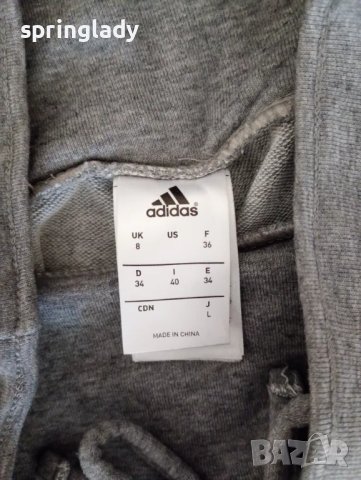 springlady
adidas
UK US F
8 36
D I E
34 40 34
CDN J
L
MADE IN CHINA
BAZAR